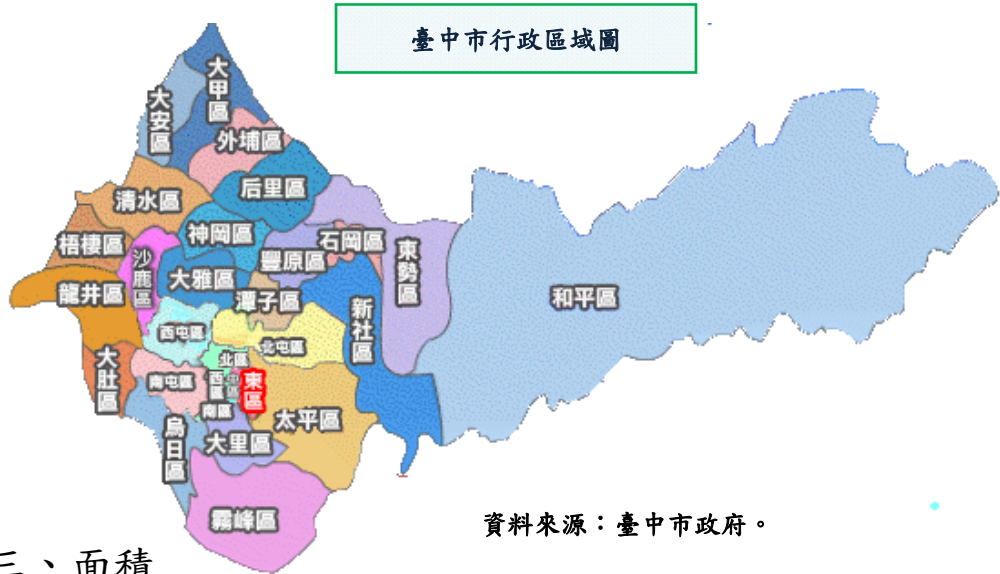 臺中市行政區域圖
大甲區
大安區
外埔區
后里區
清水區
神岡區
石岡區
梧棲區
沙鹿區
大雅區
豐原區
東勢區
龍井區
潭子區
新社區
和平區
西屯區
北屯區
北區
大肚區
南屯區
西區
屯區
東區
南區
太平區
烏日區
大里區
霧峰區
資料來源：臺中市政府。
三、面積